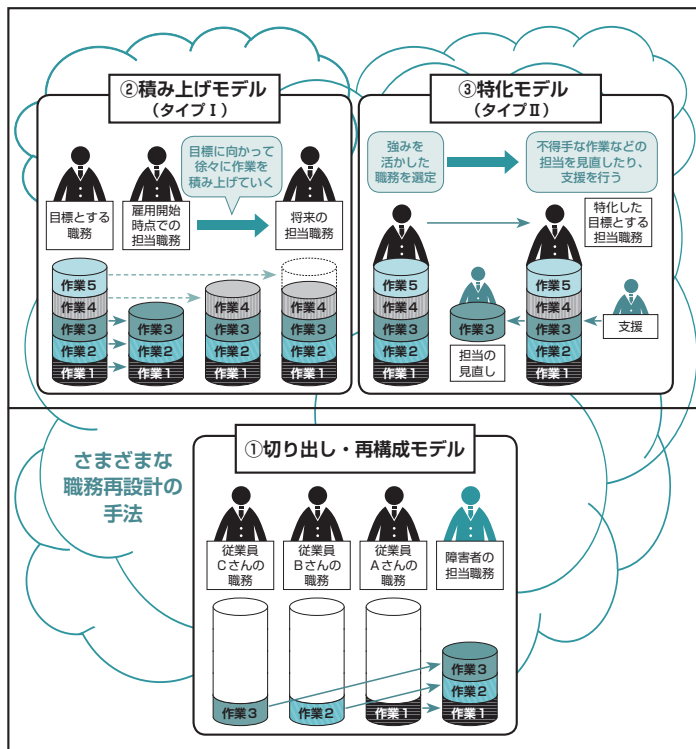 ②積み上げモデル
（タイプⅠ）
目標に向かって
徐々に作業を
積み上げていく
目標とする
職務
雇用開始
時点での
担当職務
将来の
担当職務
作業5
作業4
作業3
作業2
作業1
作業3
作業2
作業1
作業4
作業3
作業2
作業1
作業4
作業3
作業2
作業1
③特化モデル
（タイプⅡ）
強みを
活かした
職務を選定
不得手な作業などの
担当を見直したり、
支援を行う
特化した
目標とする
担当職務
作業5
作業4
作業3
作業2
作業1
作業3
担当の
見直し
作業5
作業4
作業3
作業2
作業1
支援
さまざまな
職務再設計の
手法
①切り出し・再構成モデル
従業員
Cさんの
職務
従業員
Bさんの
職務
従業員
Aさんの
職務
障害者の
担当職務
作業3
作業2
作業1
作業3
作業2
作業1